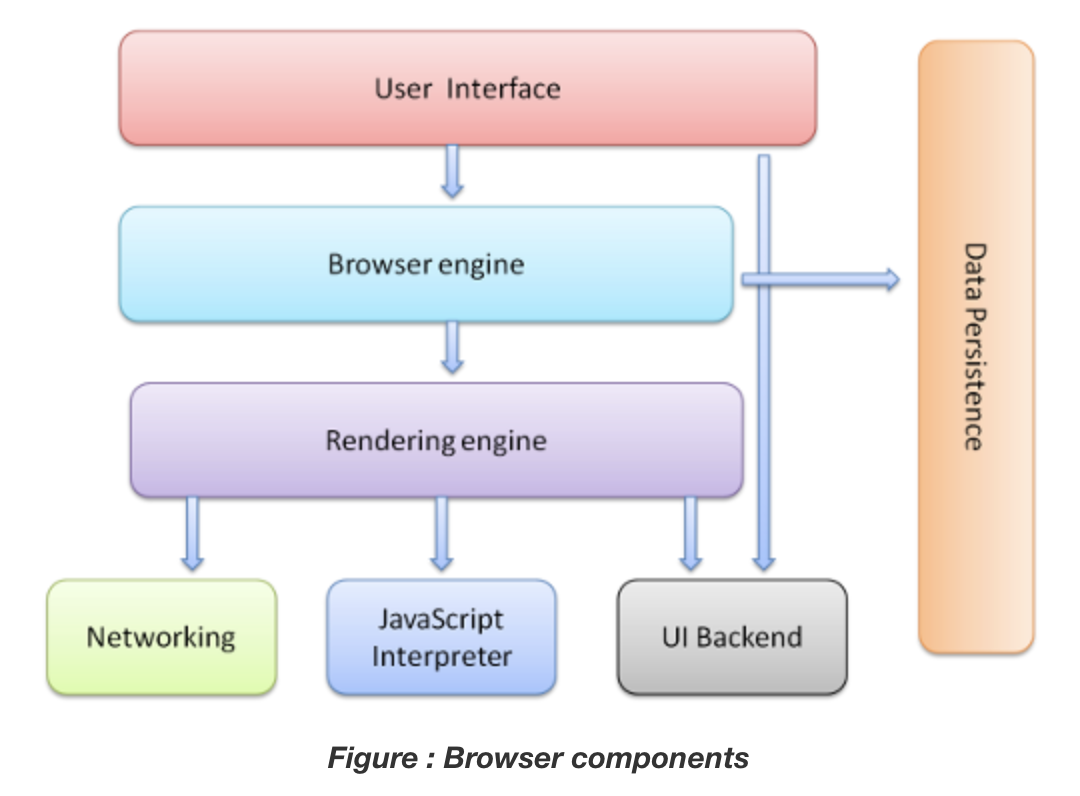 User Interface
Browser engine
Data Persistence
Rendering engine
Networking
JavaScript
Interpreter
UI Backend
Figure : Browser components